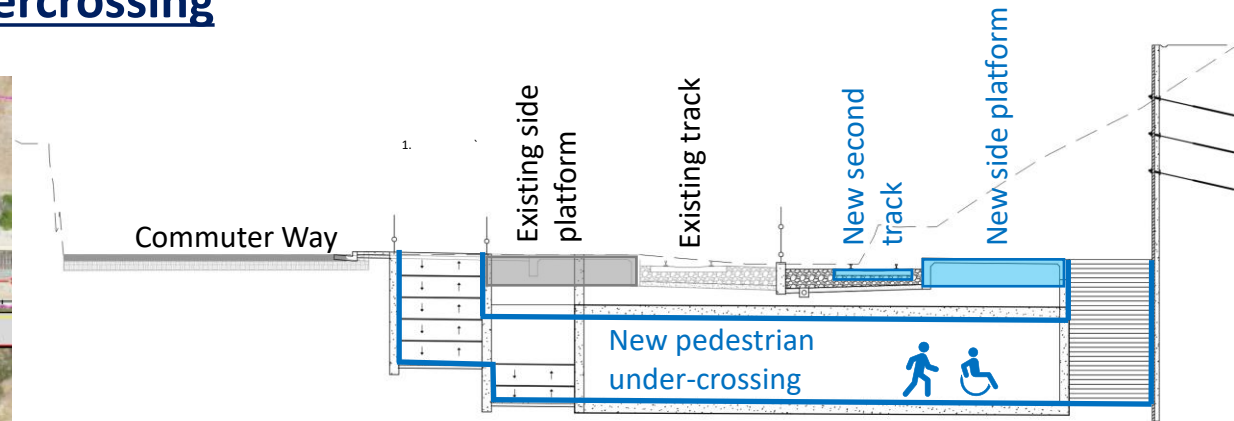 ercrossing
1.
Commuter Way
Existing side
platform
Existing track
New second
track
New side platform
New pedestrian
under-crossing